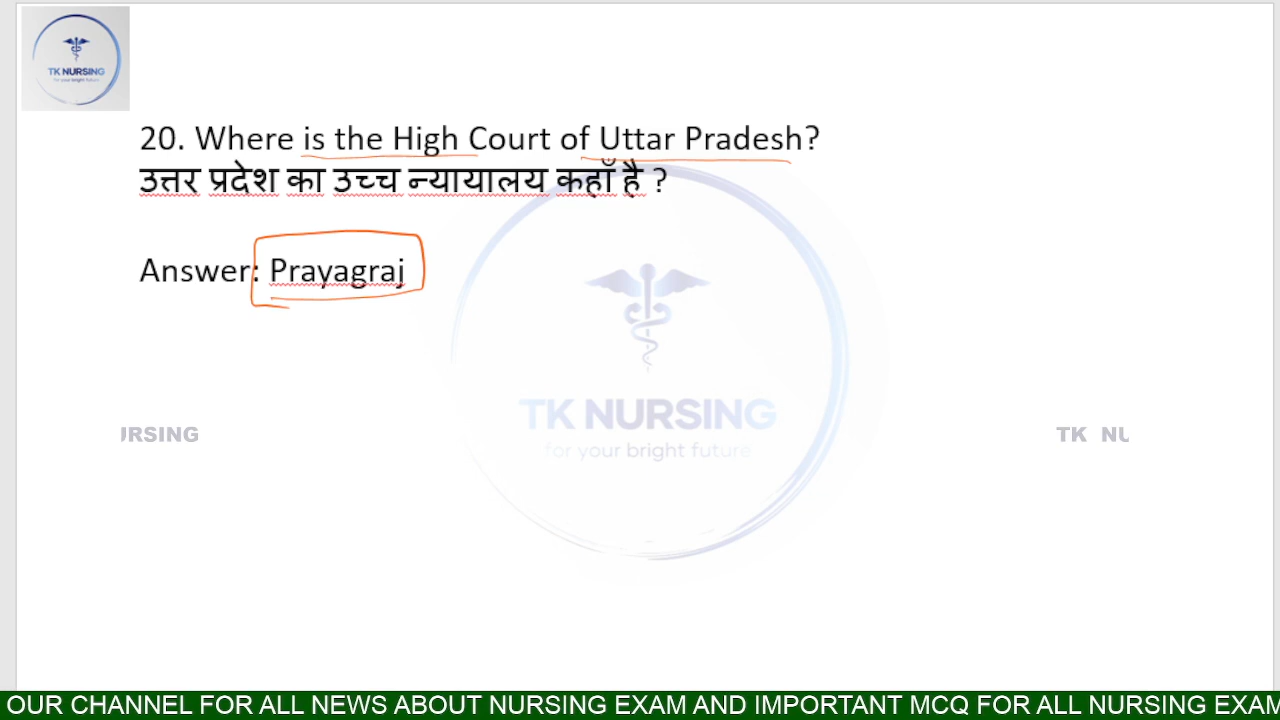 TK NURSING
for your bright future
20. Where is the High Court of Uttar Pradesh?
उत्तर प्रदेश का उच्च न्यायालय कहाँ है ?
Answer: Prayagraj
TK NURSING
for your bright future
URSING
TK NU
OUR CHANNEL FOR ALL NEWS ABOUT NURSING EXAM AND IMPORTANT MCQ FOR ALL NURSING EXAM